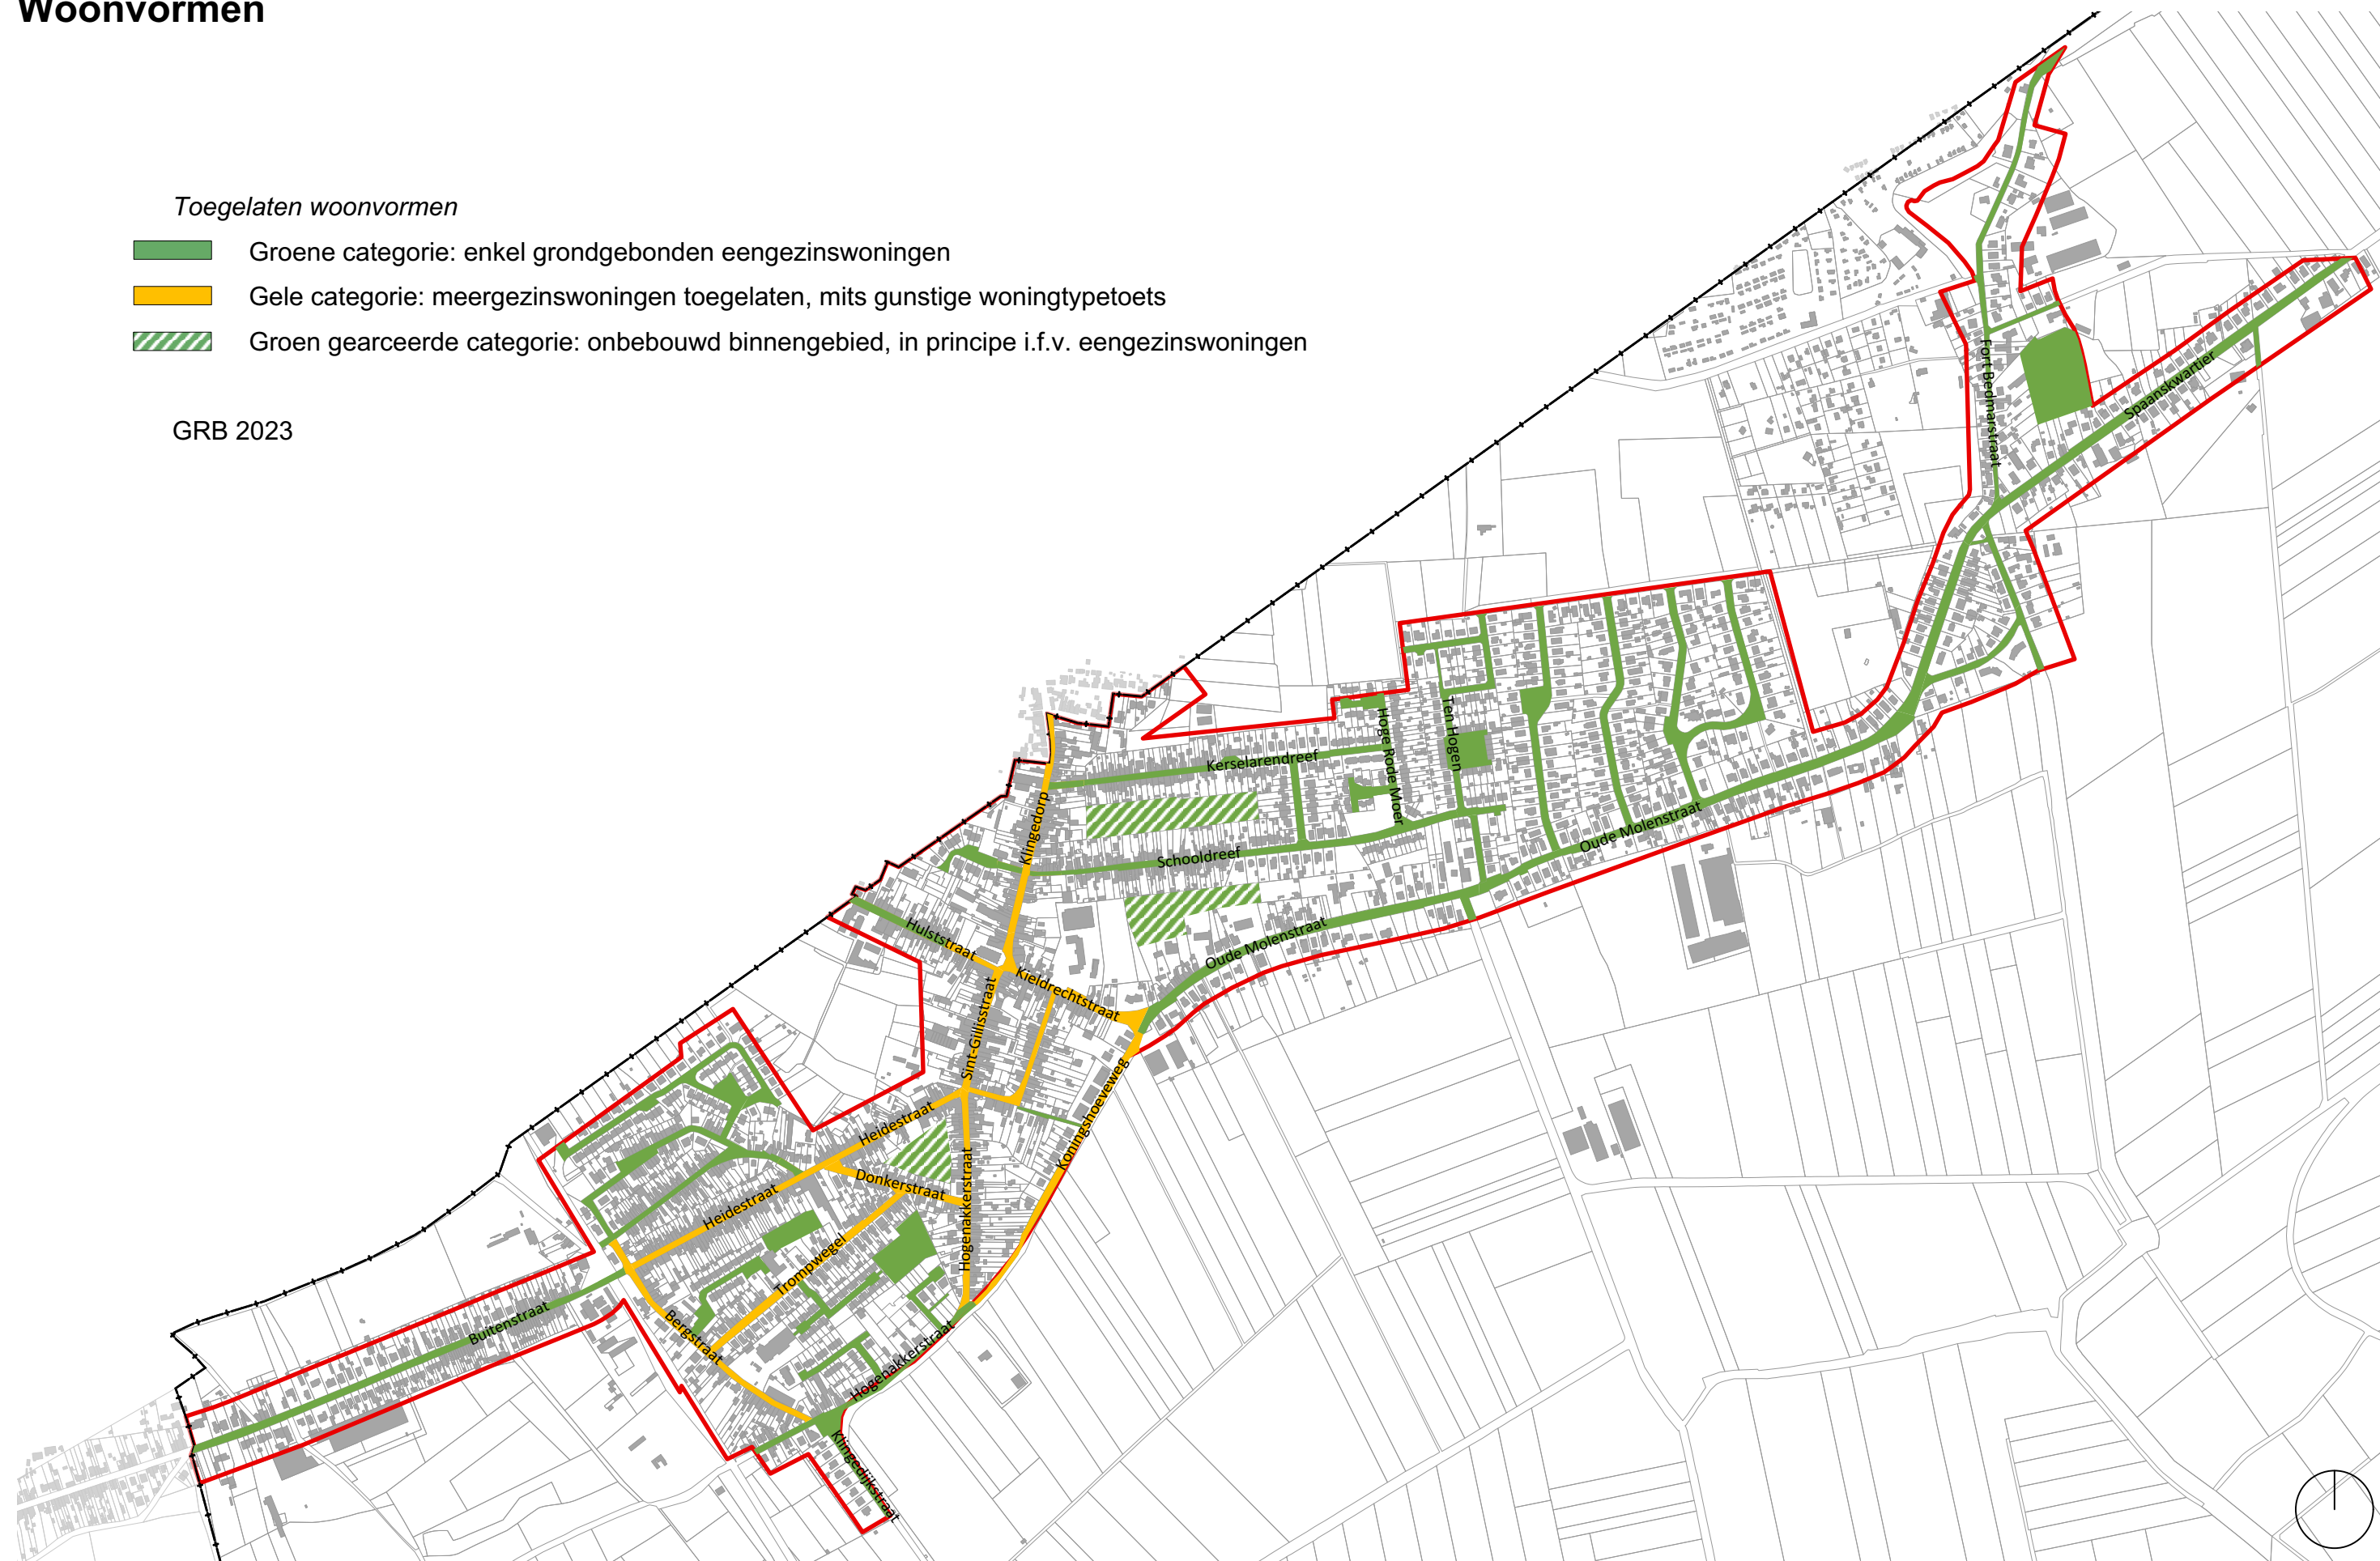 Woonvormen
Toegelaten woonvormen
Groene categorie: enkel grondgebonden eengezinswoningen
Gele categorie: meergezinswoningen toegelaten, mits gunstige woningtypetoets
Groen gearceerde categorie: onbebouwd binnengebied, in principe i.f.v. eengezinswoningen
GRB 2023
Fort Bedmarstraat
Spaanskwartier
Ten Hogen
Hoge Rode Moer
Kerselarendreef
Klingedorp
Oude Molenstraat
Schooldreef
Hulststraat
Oude Molenstraat
Kieldrechtstraat
Sint-Gillisstraat
Koningshoeveweg
Heidestraat
Donkerstraat
Hogenakkerstraat
Heidestraat
Trompwegel
Buitenstraat
Bergstraat
Hogenakkerstraat
Klingedijkstraat